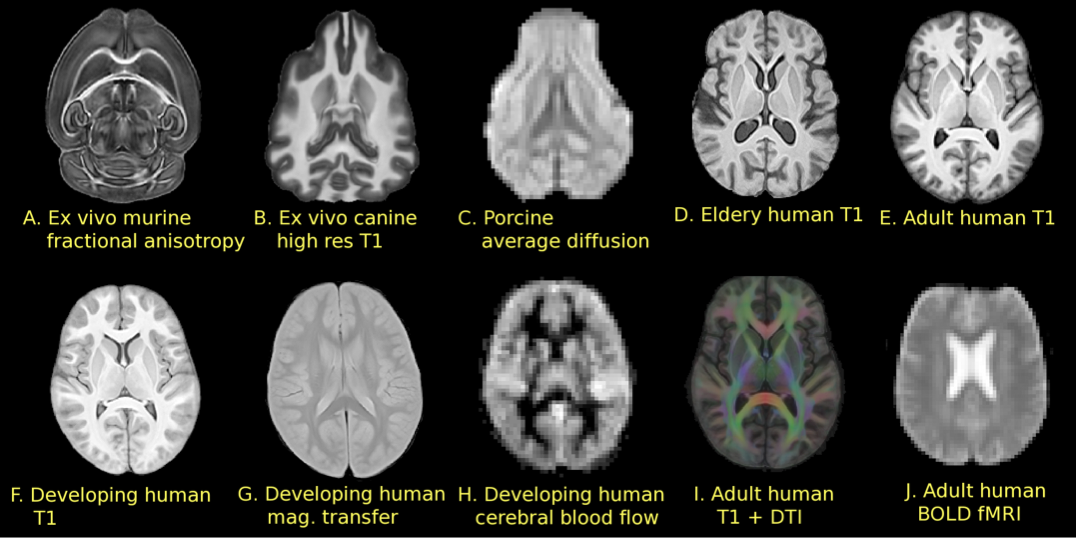 A. Ex vivo murine
fractional anisotropy
B. Ex vivo canine
high res T1
C. Porcine
average diffusion
D. Eldery human T1
E. Adult human T1
F. Developing human
T1
G. Developing human
mag. transfer
H. Developing human
cerebral blood flow
I. Adult human
T1 + DTI
J. Adult human
BOLD fMRI